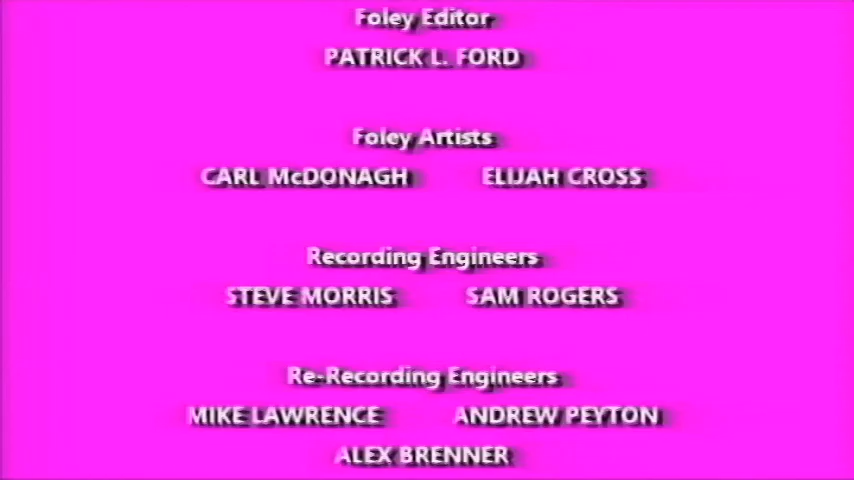 Foley Editor
PATRICK L. FORD
Foley Artists
CARL McDONAGH ELIJAH CROSS
Recording Engineers
STEVE MORRIS SAM ROGERS
Re-Recording Engineers
MIKE LAWRENCE ANDREW PEYTON
ALEX BRENNER